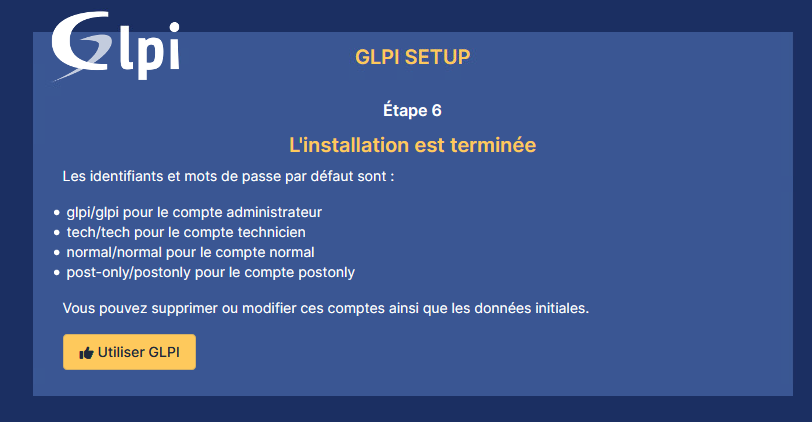 Glpi
GLPI SETUP
Étape 6
L'installation est terminée
Les identifiants et mots de passe par défaut sont :
glpi/glpi pour le compte administrateur
tech/tech pour le compte technicien
normal/normal pour le compte normal
post-only/postonly pour le compte postonly
Vous pouvez supprimer ou modifier ces comptes ainsi que les données initiales.
Utiliser GLPI